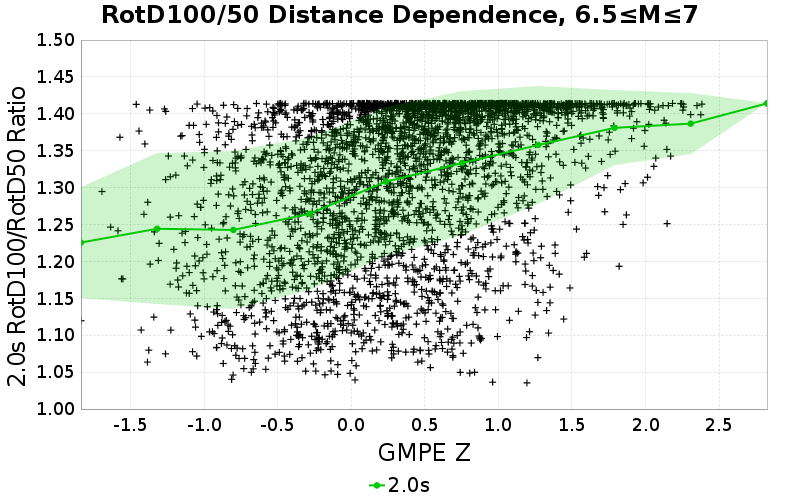 RotD100/50 Distance Dependence, 6.5≤M≤7
2.0s RotD100/RotD50 Ratio
1.50
1.45
1.40
1.35
1.30
1.25
1.20
1.15
1.10
1.05
1.00
-1.5 -1.0 -0.5 0.0 0.5 1.0 1.5 2.0 2.5
GMPE Z
2.0s